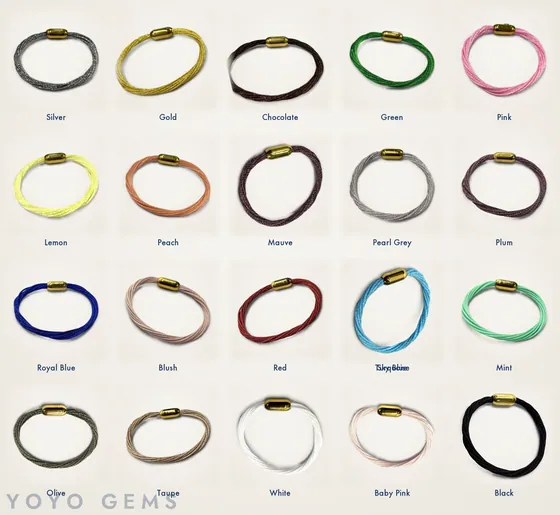 Silver Gold Chocolate Green Pink
Lemon Peach Mauve Pearl Grey Plum
Royal Blue Blush Red Mint
Olive Taupe White Baby Pink Black
YOYO GEMS